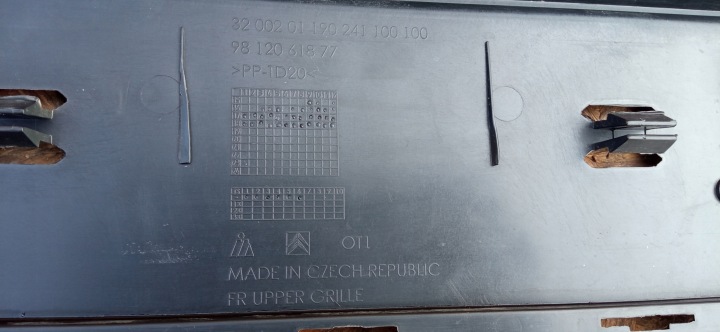 32 002 01 190 241 100 100
98 120 618 77
>PP-TD20<
OT1
MADE IN CZECH REPUBLIC
FR UPPER GRILLE